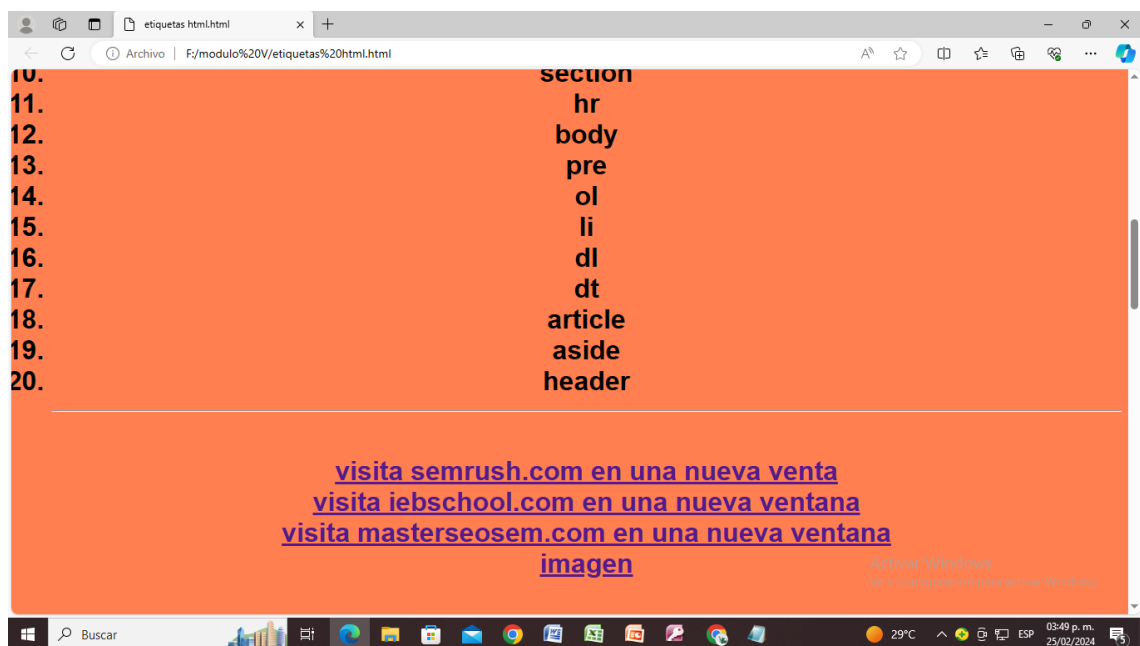 etiquetas html.html
Archivo | F:/modulo%20V/etiquetas%20html.html
10. section
11. hr
12. body
13. pre
14. ol
15. li
16. dl
17. dt
18. article
19. aside
20. header
visita semrush.com en una nueva venta
visita iebschool.com en una nueva ventana
visita masterseosem.com en una nueva ventana
imagen
Activar Windows
Buscar
29°C
ESP
03:49 p. m.
25/02/2024